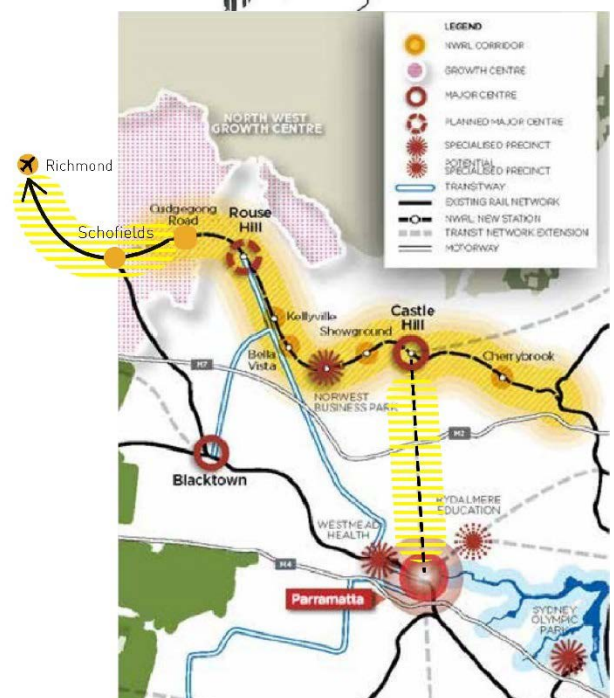 LEGEND
NWRL CORRIDOR
GROWTH CENTRE
MAJOR CENTRE
PLANNED MAJOR CENTRE
SPECIALISED PRECINCT
POTENTIAL
SPECIALISED PRECINCT
TRANSITWAY
EXISTING RAIL NETWORK
NWRL NEW STATION
TRANSIT NETWORK EXTENSION
MOTORWAY
NORTH WEST
GROWTH CENTRE
Richmond
Schofields
Cudgegong
Road
Rouse
Hill
Kellyville
Bella
Vista
Showground
Castle
Hill
Cherrybrook
NORWEST
BUSINESS PARK
M7
M2
Blacktown
WESTMEAD
HEALTH
RYDALMERE
EDUCATION
M4
Parramatta
SYDNEY
OLYMPIC
PARK